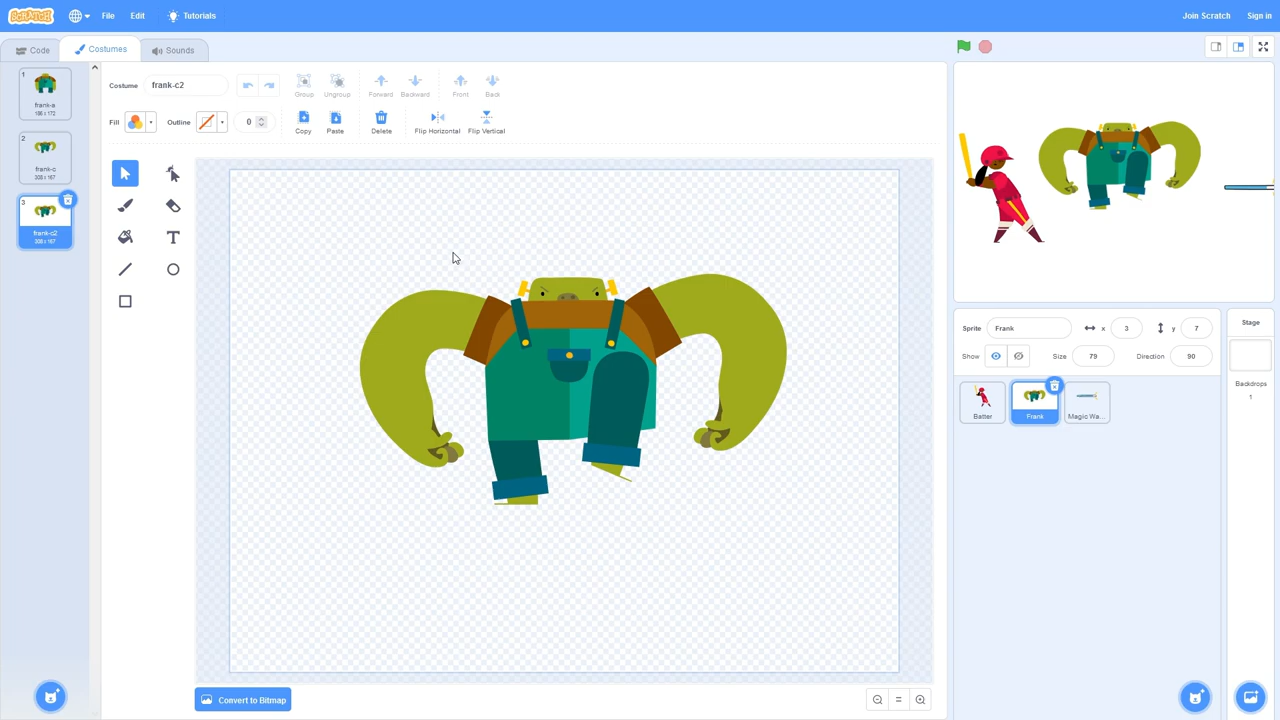 SCRATCH
File
Edit
Tutorials
Join Scratch
Sign in
Code
Costumes
Sounds
1
frank-a
2
frank-c
308 x 167
3
frank-c2
308 x 167
Costume
frank-c2
Group
Ungroup
Forward
Backward
Front
Back
Fill
Outline
0
Copy
Paste
Delete
Flip Horizontal
Flip Vertical
T
Convert to Bitmap
Sprite
Frank
x
3
y
7
Show
Size
79
Direction
90
Batter
Frank
Magic Wa...
Stage
Backdrops
1